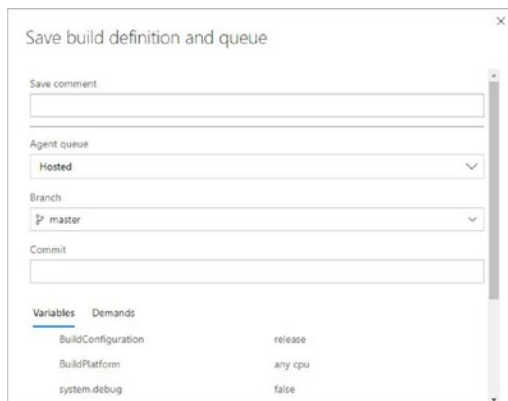 Save build definition and queue
Save comment
Agent queue
Hosted
Branch
master
Commit
Variables Demands
BuildConfiguration release
BuildPlatform any cpu
system.debug false